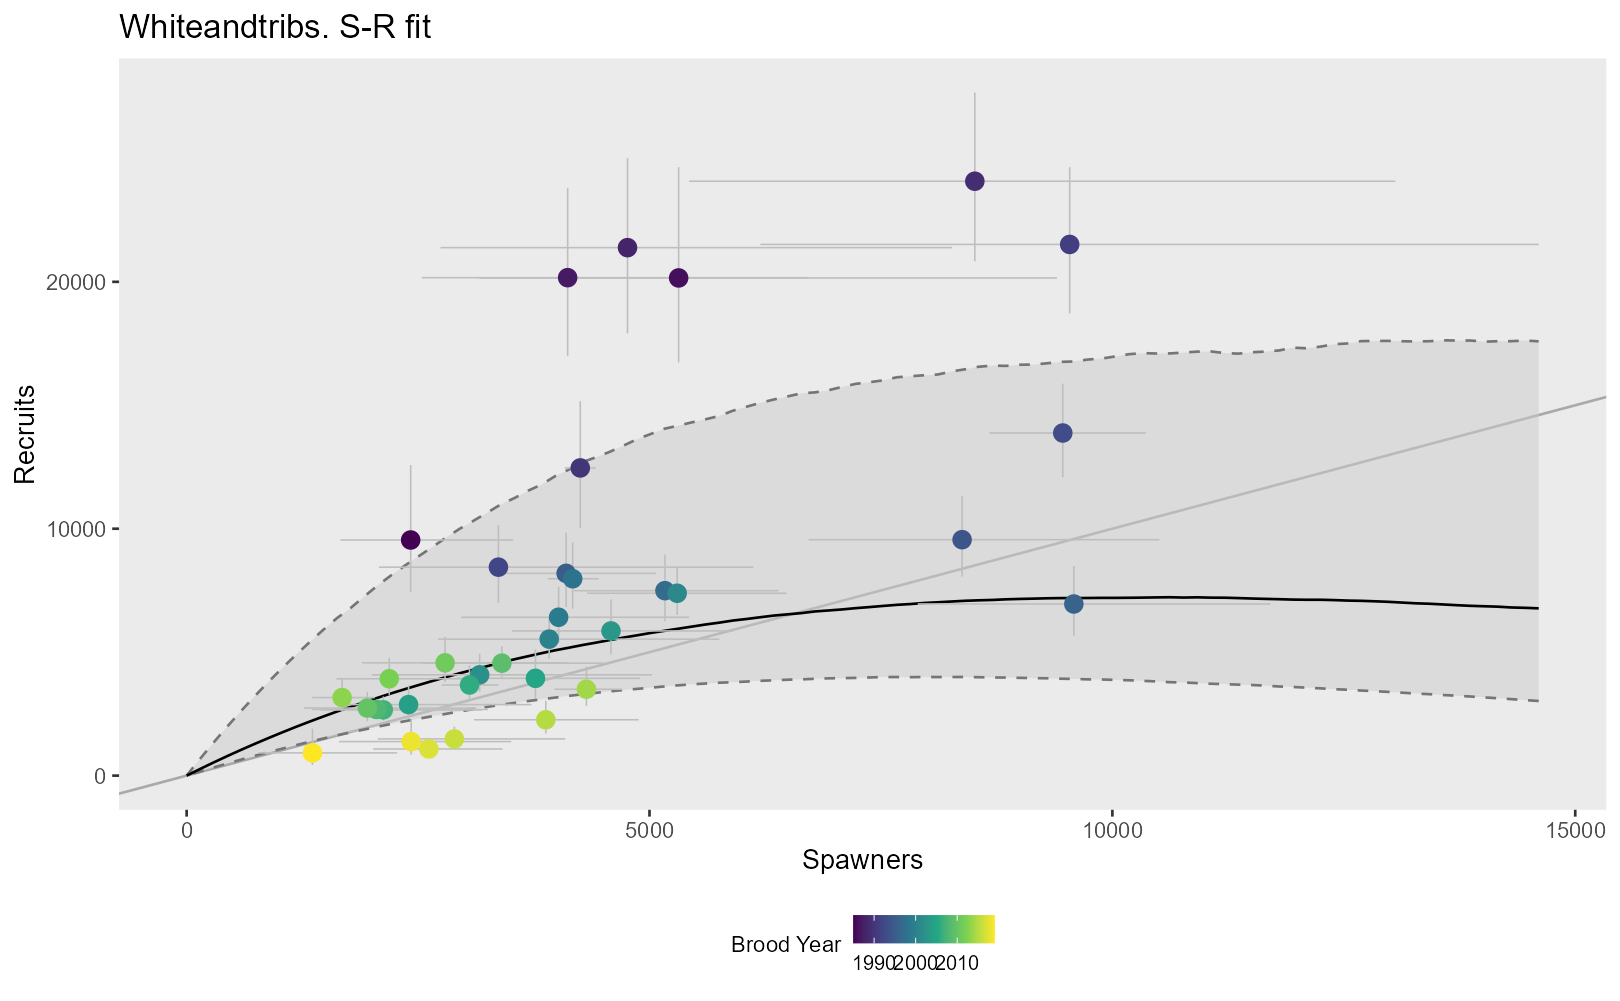 Whiteandtribs. S-R fit
Recruits
20000
10000
0
0 5000 10000 15000
Spawners
Brood Year
1990 2000 2010